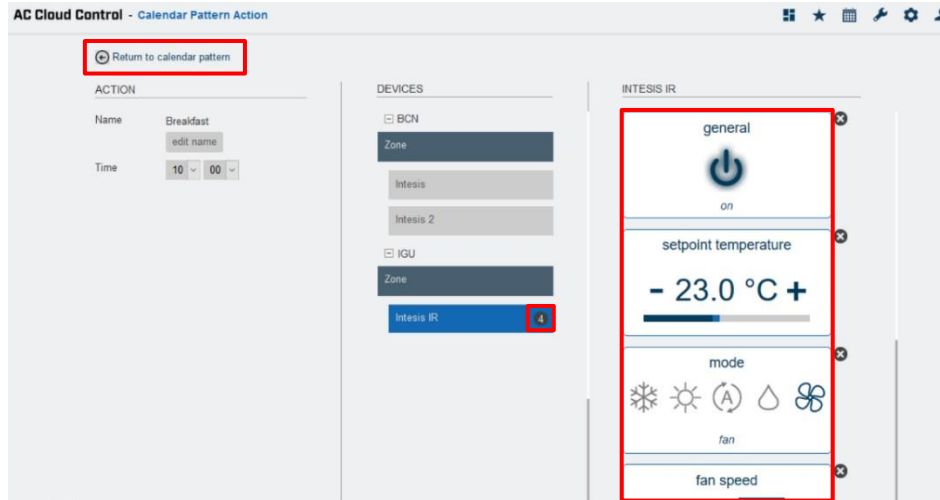 AC Cloud Control - Calendar Pattern Action
Return to calendar pattern
ACTION
Name Breakfast
edit name
Time 10 00
DEVICES
BCN
Zone
Intesis
Intesis 2
IGU
Zone
Intesis IR 4
INTESIS IR
general
on
setpoint temperature
- 23.0 °C +
mode
A
fan
fan speed